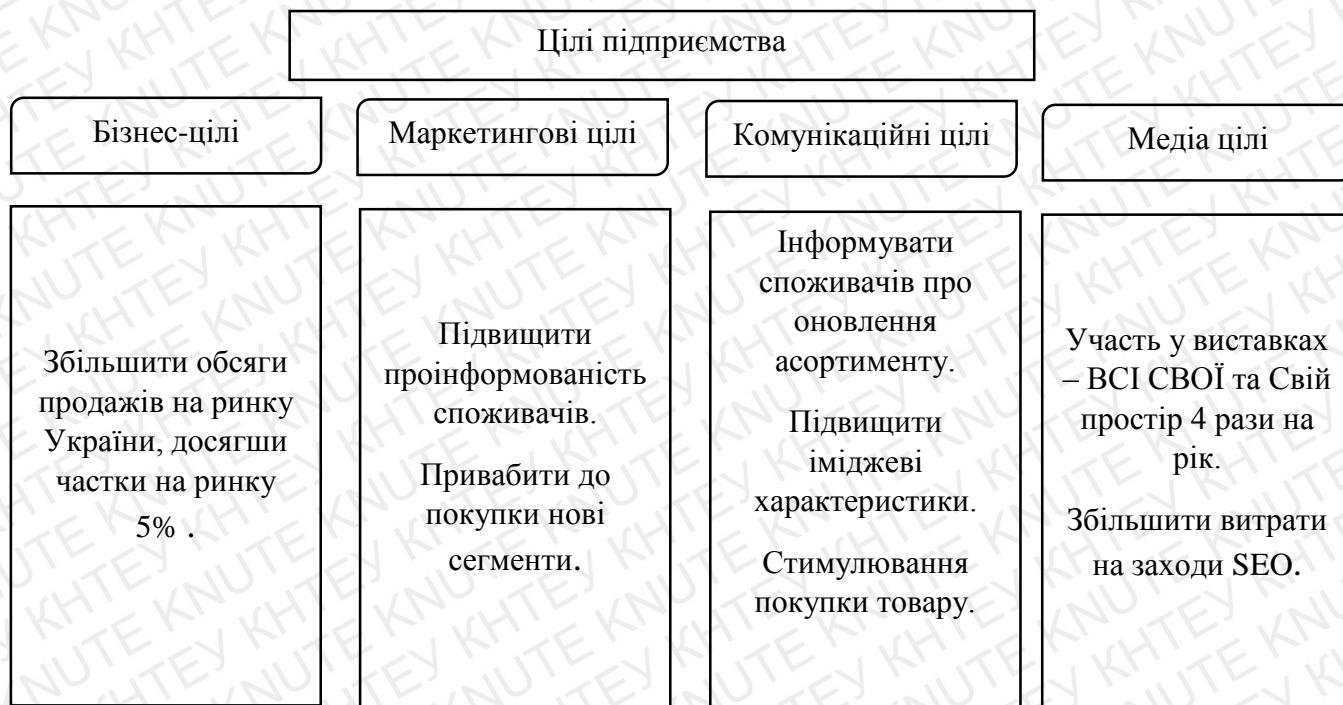 Цілі підприємства
Бізнес-цілі
Маркетингові цілі
Комунікаційні цілі
Медіа цілі
Збільшити обсяги
продажів на ринку
України, досягши
частки на ринку
5% .
Підвищити
проінформованість
споживачів.
Привабити до
покупки нові
сегменти.
Інформувати
споживачів про
оновлення
асортименту.
Підвищити
іміджеві
характеристики.
Стимулювання
покупки товару.
Участь у виставках
– ВСІ СВОЇ та Свій
простір 4 рази на
рік.
Збільшити витрати
на заходи SEO.